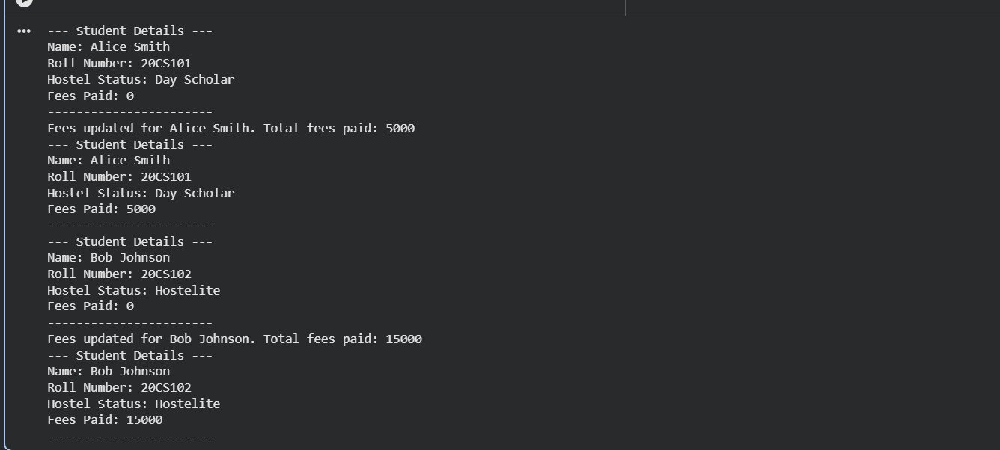 --- Student Details ---
Name: Alice Smith
Roll Number: 20CS101
Hostel Status: Day Scholar
Fees Paid: 0
-----------------------
Fees updated for Alice Smith. Total fees paid: 5000
--- Student Details ---
Name: Alice Smith
Roll Number: 20CS101
Hostel Status: Day Scholar
Fees Paid: 5000
-----------------------
--- Student Details ---
Name: Bob Johnson
Roll Number: 20CS102
Hostel Status: Hostelite
Fees Paid: 0
-----------------------
Fees updated for Bob Johnson. Total fees paid: 15000
--- Student Details ---
Name: Bob Johnson
Roll Number: 20CS102
Hostel Status: Hostelite
Fees Paid: 15000
-----------------------